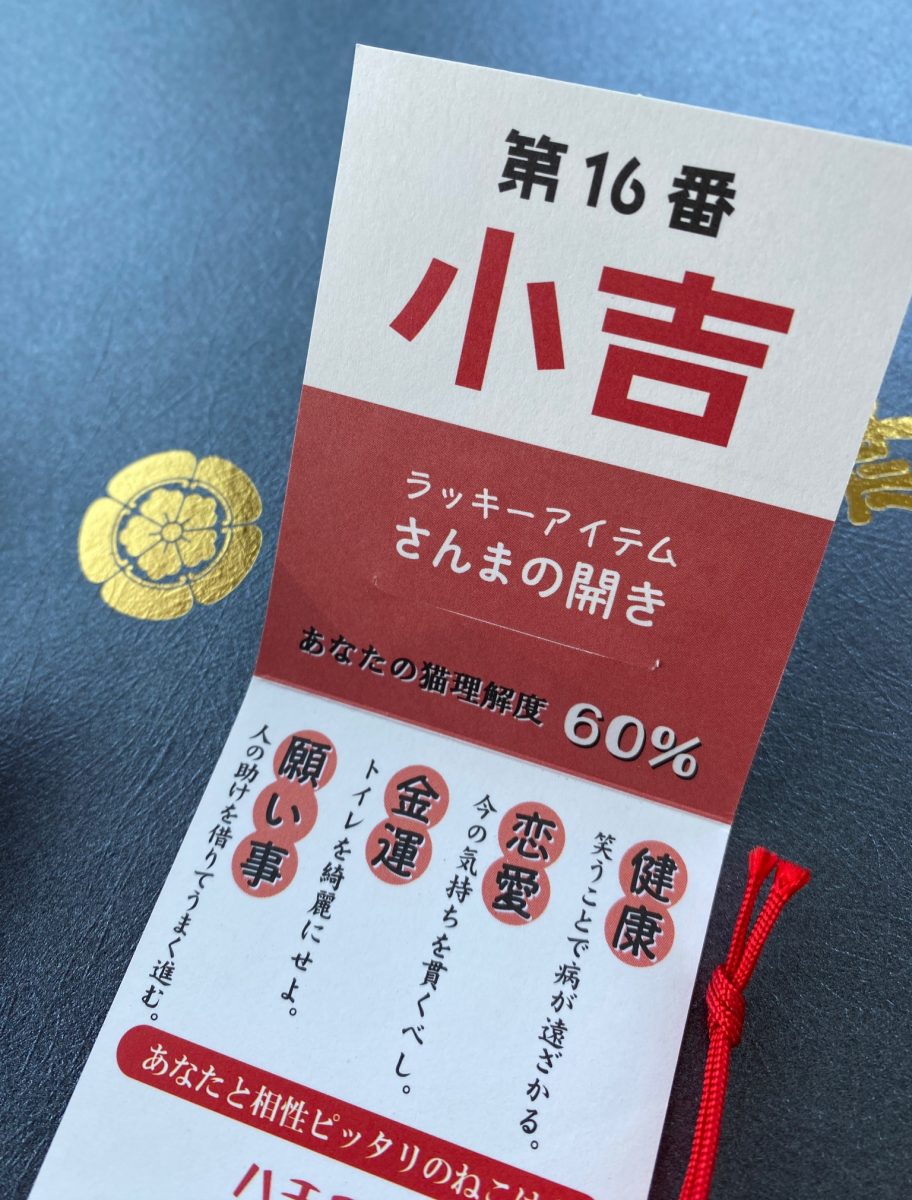 第16番
小吉
ラッキーアイテム
さんまの開き
あなたの猫理解度 60%
健康
笑うことで病が遠ざかる。
恋愛
今の気持ちを貫くべし。
金運
トイレを綺麗にせよ。
願い事
人の助けを借りてうまく進む。
あなたと相性ピッタリのねこは